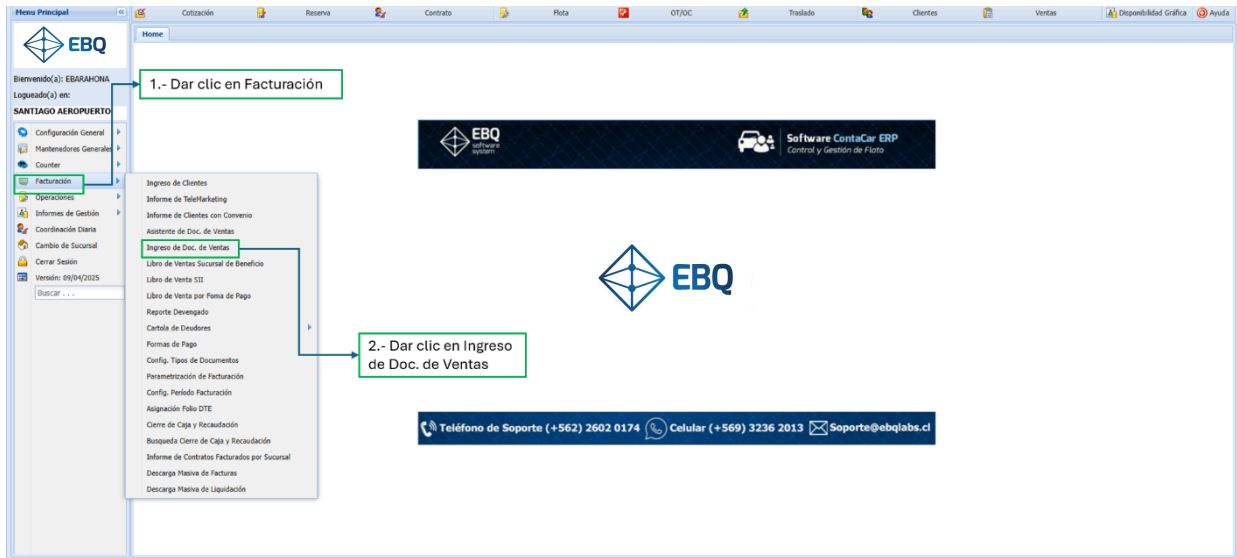 Menu Principal
Cotización
Reserva
Contrato
Flota
OT/OC
Traslado
Clientes
Ventas
Disponibilidad Gráfica
Ayuda
Home
EBQ
Bienvenido(a): EBARAHONA
Logueado(a) en:
SANTIAGO AEROPUERTO
Configuración General
Mantenedores Generales
Counter
Facturación
Operaciones
Informes de Gestión
Coordinación Diaria
Cambio de Sucursal
Cerrar Sesión
Versión: 09/04/2025
Buscar . . .
1.- Dar clic en Facturación
Ingreso de Clientes
Informe de TeleMarketing
Informe de Clientes con Convenio
Asistente de Doc. de Ventas
Ingreso de Doc. de Ventas
Libro de Ventas Sucursal de Beneficio
Libro de Venta SII
Libro de Venta por Foma de Pago
Reporte Devengado
Cartola de Deudores
Formas de Pago
Config. Tipos de Documentos
Parametrización de Facturación
Config. Período Facturación
Asignación Folio DTE
Cierre de Caja y Recaudación
Busqueda Cierre de Caja y Recaudación
Informe de Contratos Facturados por Sucursal
Descarga Masiva de Facturas
Descarga Masiva de Liquidación
2.- Dar clic en Ingreso
de Doc. de Ventas
EBQ
software
system
Software ContaCar ERP
Control y Gestión de Flota
EBQ
Teléfono de Soporte (+562) 2602 0174
Celular (+569) 3236 2013
Soporte@ebqlabs.cl